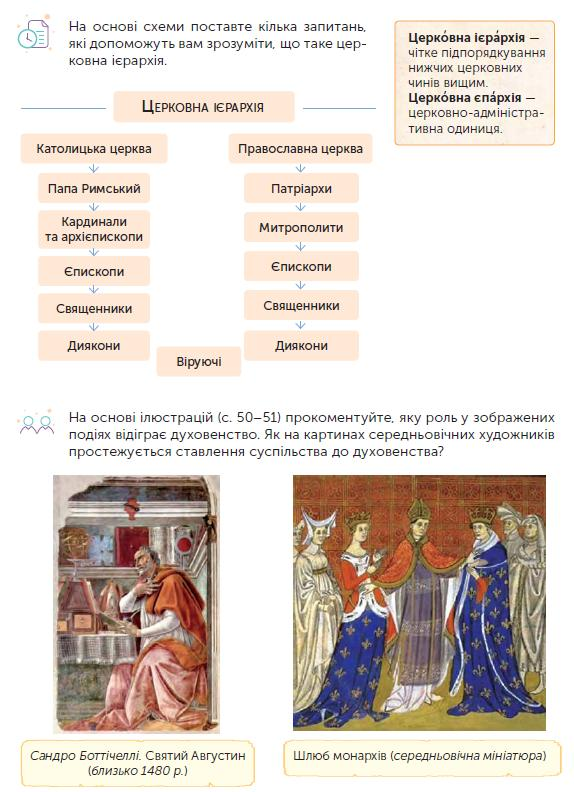 На основі схеми поставте кілька запитань,
які допоможуть вам зрозуміти, що таке цер-
ковна ієрархія.
Церко́вна ієра́рхія —
чітке підпорядкування
нижчих церковних
чинів вищим.
Церко́вна єпа́рхія —
церковно-адміністра-
тивна одиниця.
ЦЕРКОВНА ІЄРАРХІЯ
Католицька церква
Папа Римський
Кардинали
та архієпископи
Єпископи
Священники
Диякони
Православна церква
Патріархи
Митрополити
Єпископи
Священники
Диякони
Віруючі
На основі ілюстрацій (с. 50–51) прокоментуйте, яку роль у зображених
подіях відіграє духовенство. Як на картинах середньовічних художників
простежується ставлення суспільства до духовенства?
Сандро Боттічеллі. Святий Августин
(близько 1480 р.)
Шлюб монархів (середньовічна мініатюра)